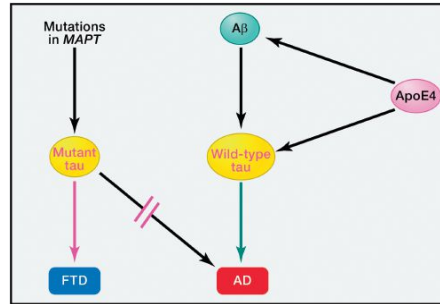 Mutations
in MAPT
Aβ
ApoE4
Mutant
tau
Wild-type
tau
FTD
AD